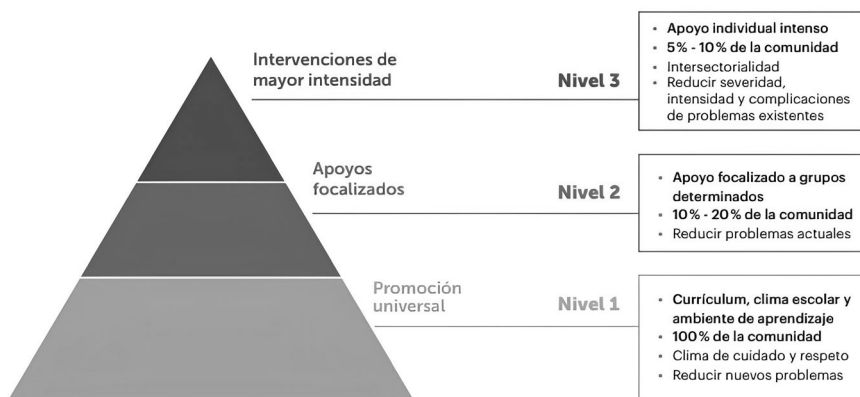 Intervenciones de
mayor intensidad
Nivel 3
• Apoyo individual intenso
• 5% - 10% de la comunidad
• Intersectorialidad
• Reducir severidad,
intensidad y complicaciones
de problemas existentes
Apoyos
focalizados
Nivel 2
• Apoyo focalizado a grupos
determinados
• 10% - 20% de la comunidad
• Reducir problemas actuales
Promoción
universal
Nivel 1
• Currículum, clima escolar y
ambiente de aprendizaje
• 100% de la comunidad
• Clima de cuidado y respeto
• Reducir nuevos problemas